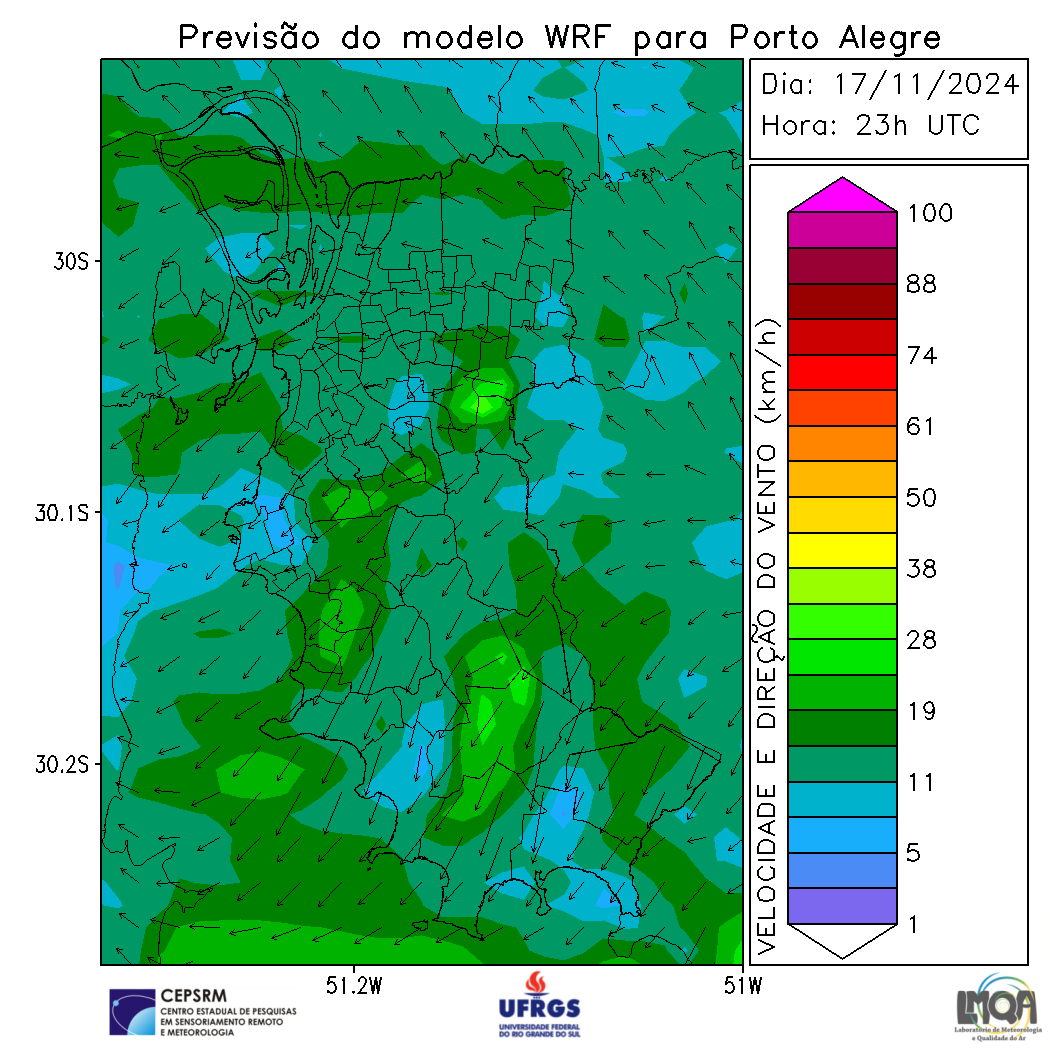 Previsão do modelo WRF para Porto Alegre
Dia: 17/11/2024
Hora: 23h UTC
30S
30.1S
30.2S
51.2W
51W
VELOCIDADE E DIREÇÃO DO VENTO (km/h)
100
88
74
61
50
38
28
19
11
5
1
CEPSRM
CENTRO ESTADUAL DE PESQUISAS
EM SENSORIAMENTO REMOTO
E METEOROLOGIA
UFRGS
UNIVERSIDADE FEDERAL
DO RIO GRANDE DO SUL
LMQA
Laboratório de Meteorologia
e Qualidade do Ar